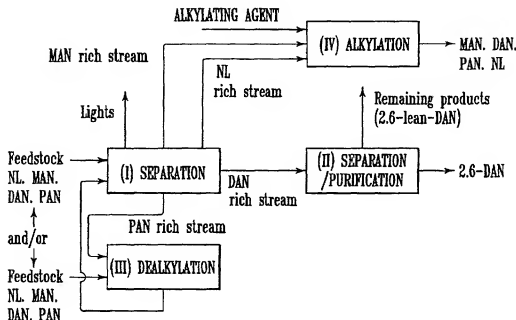 ALKYLATING AGENT
(IV) ALKYLATION
MAN. DAN.
PAN. NL
MAN rich stream
NL
rich stream
Lights
Remaining products
(2.6-lean-DAN)
Feedstock
NL. MAN.
DAN. PAN
(I) SEPARATION
DAN
rich stream
(II) SEPARATION
/PURIFICATION
2.6-DAN
PAN rich stream
and/or
(III) DEALKYLATION
Feedstock
NL. MAN.
DAN. PAN